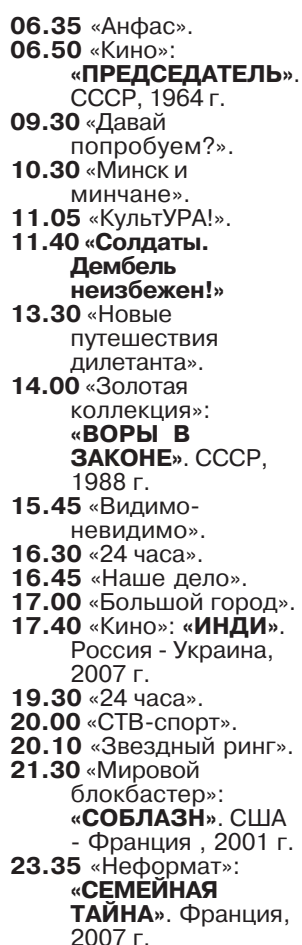 06.35 «Анфас».
06.50 «Кино»:
«ПРЕДСЕДАТЕЛЬ».
СССР, 1964 г.
09.30 «Давай
попробуем?».
10.30 «Минск и
минчане».
11.05 «КультУРА!».
11.40 «Солдаты.
Дембель
неизбежен!»
13.30 «Новые
путешествия
дилетанта».
14.00 «Золотая
коллекция»:
«ВОРЫ В
ЗАКОНЕ». СССР,
1988 г.
15.45 «Видимо-
невидимо».
16.30 «24 часа».
16.45 «Наше дело».
17.00 «Большой город».
17.40 «Кино»: «ИНДИ».
Россия - Украина,
2007 г.
19.30 «24 часа».
20.00 «СТВ-спорт».
20.10 «Звездный ринг».
21.30 «Мировой
блокбастер»:
«СОБЛАЗН». США
- Франция , 2001 г.
23.35 «Неформат»:
«СЕМЕЙНАЯ
ТАЙНА». Франция,
2007 г.